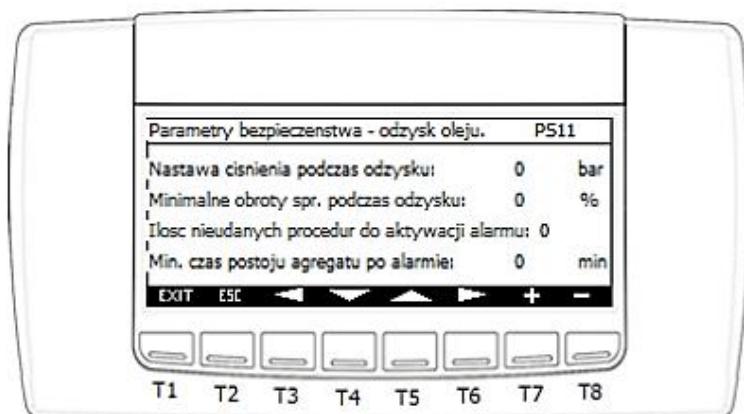 Parametry bezpieczenstwa - odzysk oleju. PS11
Nastawa cisnienia podczas odzysku: 0 bar
Minimalne obroty spr. podczas odzysku: 0 %
Ilosc nieudanych procedur do aktywacji alarmu: 0
Min. czas postoju agregatu po alarmie: 0 min
EXIT ESC + -
T1 T2 T3 T4 T5 T6 T7 T8